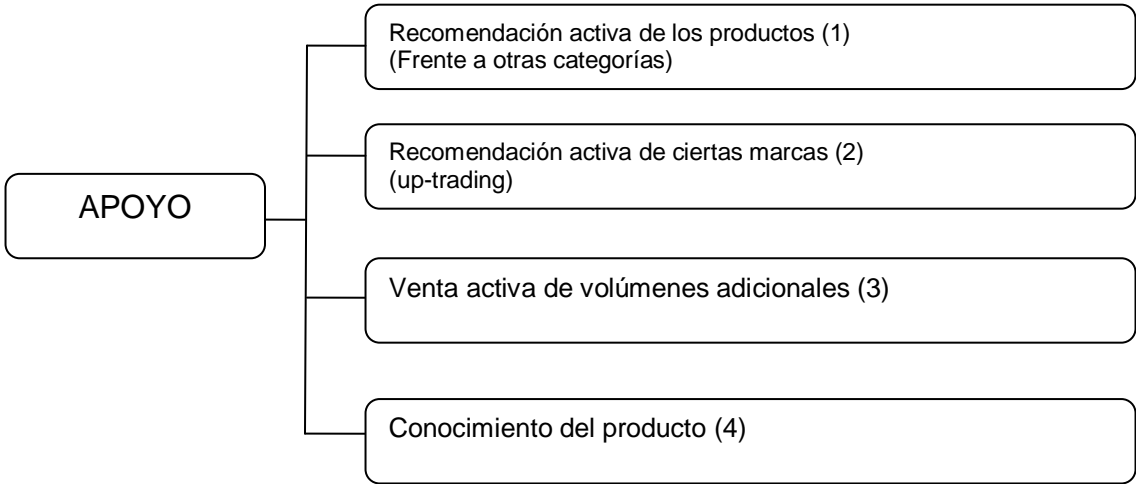 Recomendación activa de los productos (1)
(Frente a otras categorías)
Recomendación activa de ciertas marcas (2)
(up-trading)
APOYO
Venta activa de volúmenes adicionales (3)
Conocimiento del producto (4)